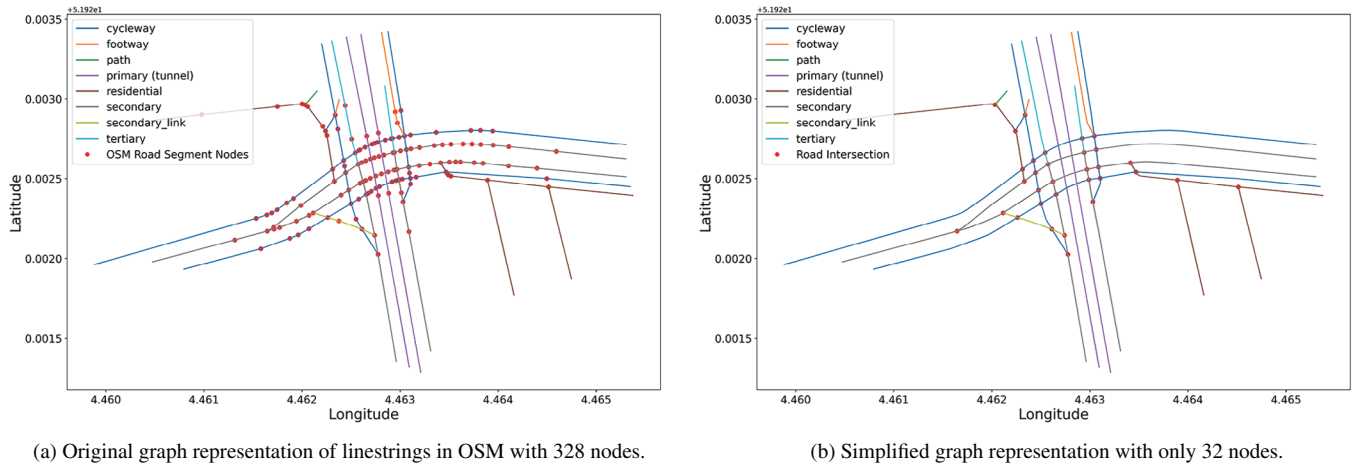 +5.192e1
0.0035
0.0030
0.0025
0.0020
0.0015
Latitude
cycleway
footway
path
primary (tunnel)
residential
secondary
secondary_link
tertiary
OSM Road Segment Nodes
4.460 4.461 4.462 4.463 4.464 4.465
Longitude
(a) Original graph representation of linestrings in OSM with 328 nodes.
+5.192e1
0.0035
0.0030
0.0025
0.0020
0.0015
Latitude
cycleway
footway
path
primary (tunnel)
residential
secondary
secondary_link
tertiary
Road Intersection
4.460 4.461 4.462 4.463 4.464 4.465
Longitude
(b) Simplified graph representation with only 32 nodes.